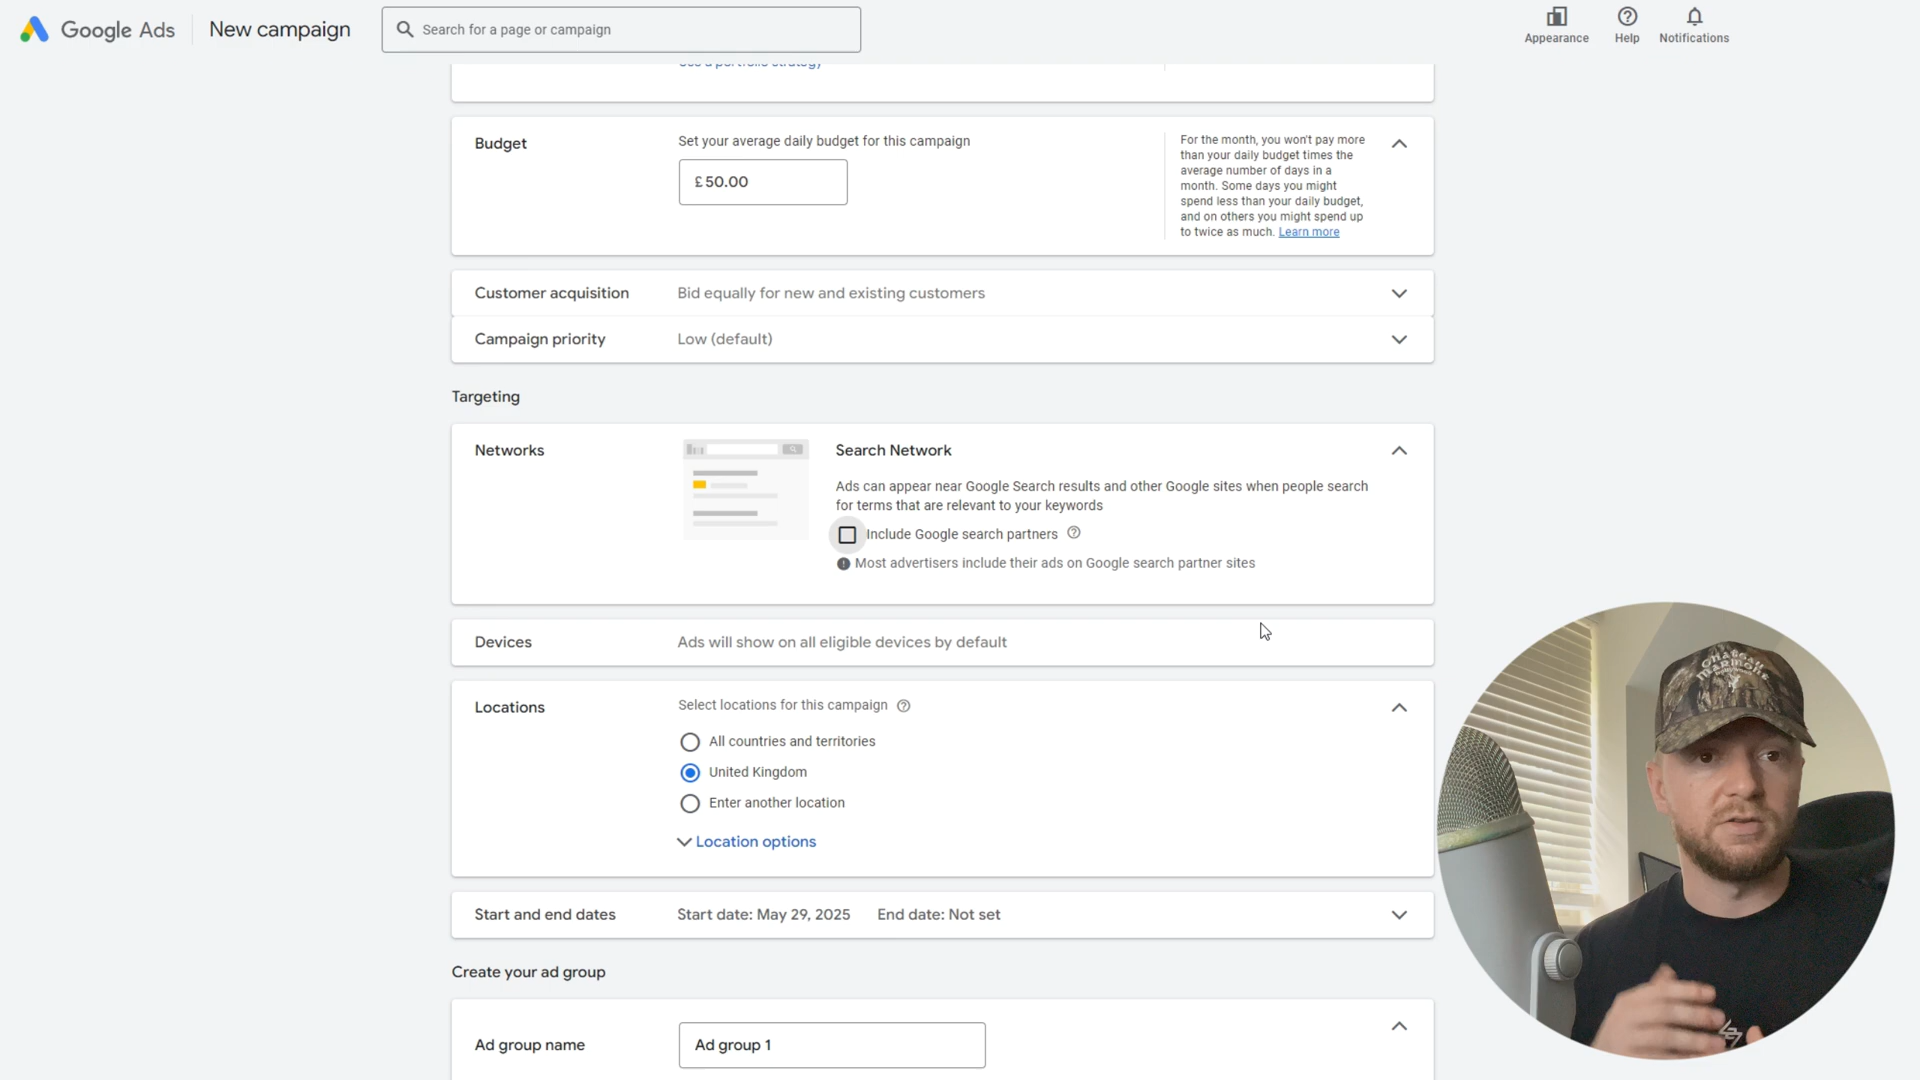 Google Ads
New campaign
Search for a page or campaign
Appearance
Help
Notifications
Use a portfolio strategy
Budget
Set your average daily budget for this campaign
£50.00
For the month, you won't pay more
than your daily budget times the
average number of days in a
month. Some days you might
spend less than your daily budget,
and on others you might spend up
to twice as much. Learn more
Customer acquisition
Bid equally for new and existing customers
Campaign priority
Low (default)
Targeting
Networks
Search Network
Ads can appear near Google Search results and other Google sites when people search
for terms that are relevant to your keywords
Include Google search partners
Most advertisers include their ads on Google search partner sites
Devices
Ads will show on all eligible devices by default
Locations
Select locations for this campaign
All countries and territories
United Kingdom
Enter another location
Location options
Start and end dates
Start date: May 29, 2025
End date: Not set
Create your ad group
Ad group name
Ad group 1